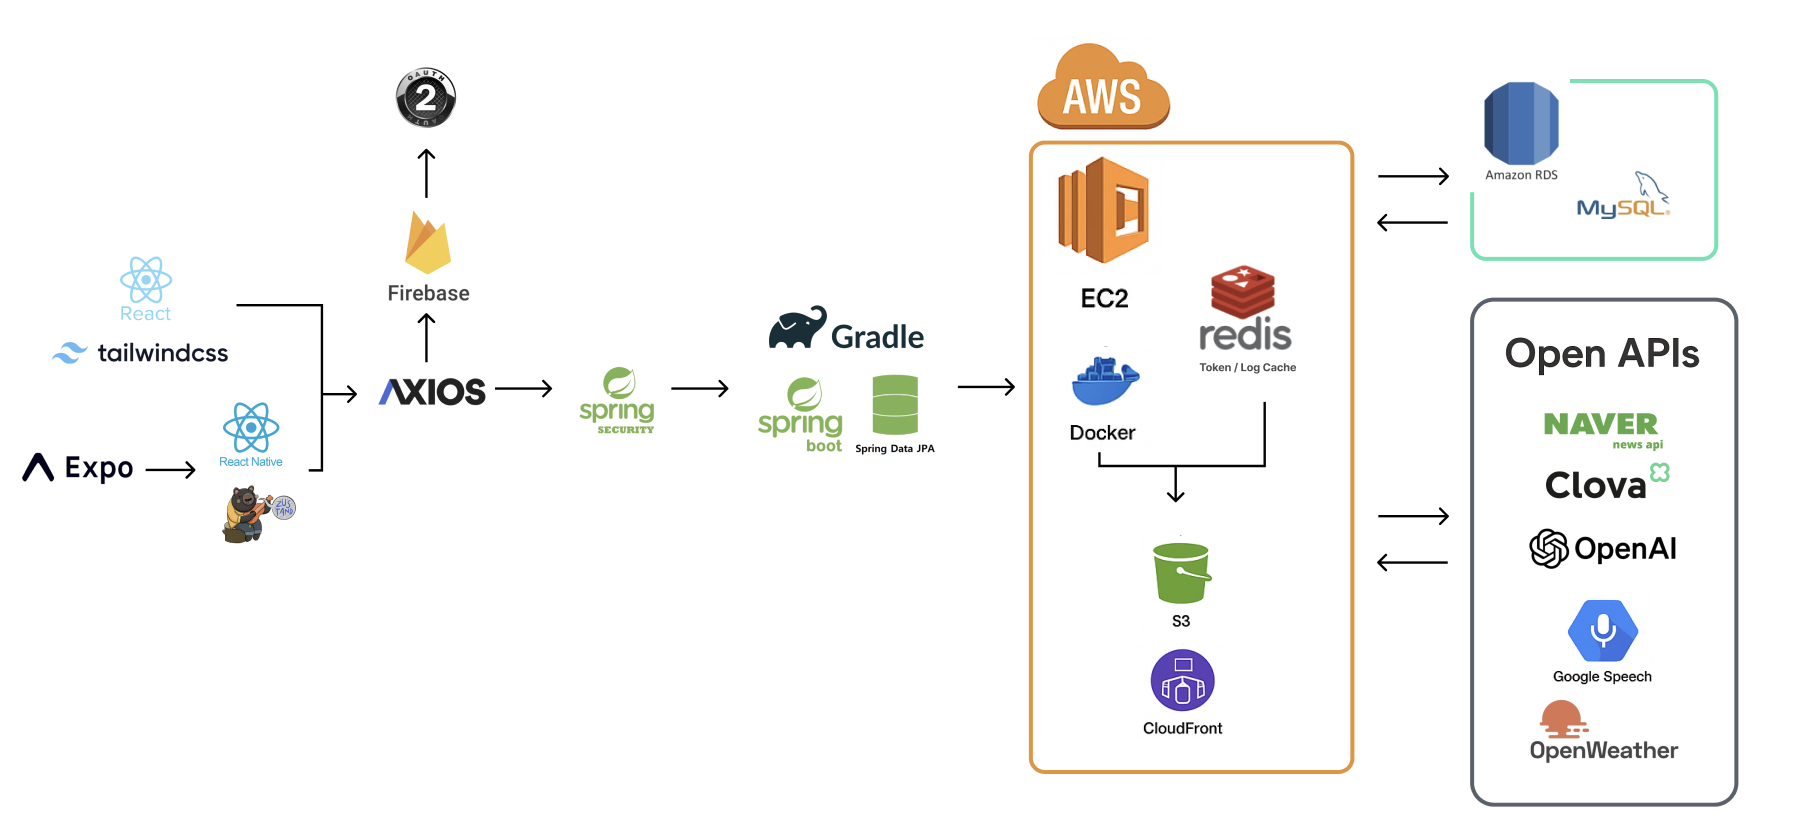 OAUTH
2
AUTH
Firebase
React
tailwindcss
Expo
React Native
ZUS
TAND
AXIOS
spring
SECURITY
Gradle
spring
boot
Spring Data JPA
AWS
EC2
redis
Token / Log Cache
Docker
S3
CloudFront
Amazon RDS
MySQL®
Open APIs
NAVER
news api
Clova
OpenAI
Google Speech
OpenWeather